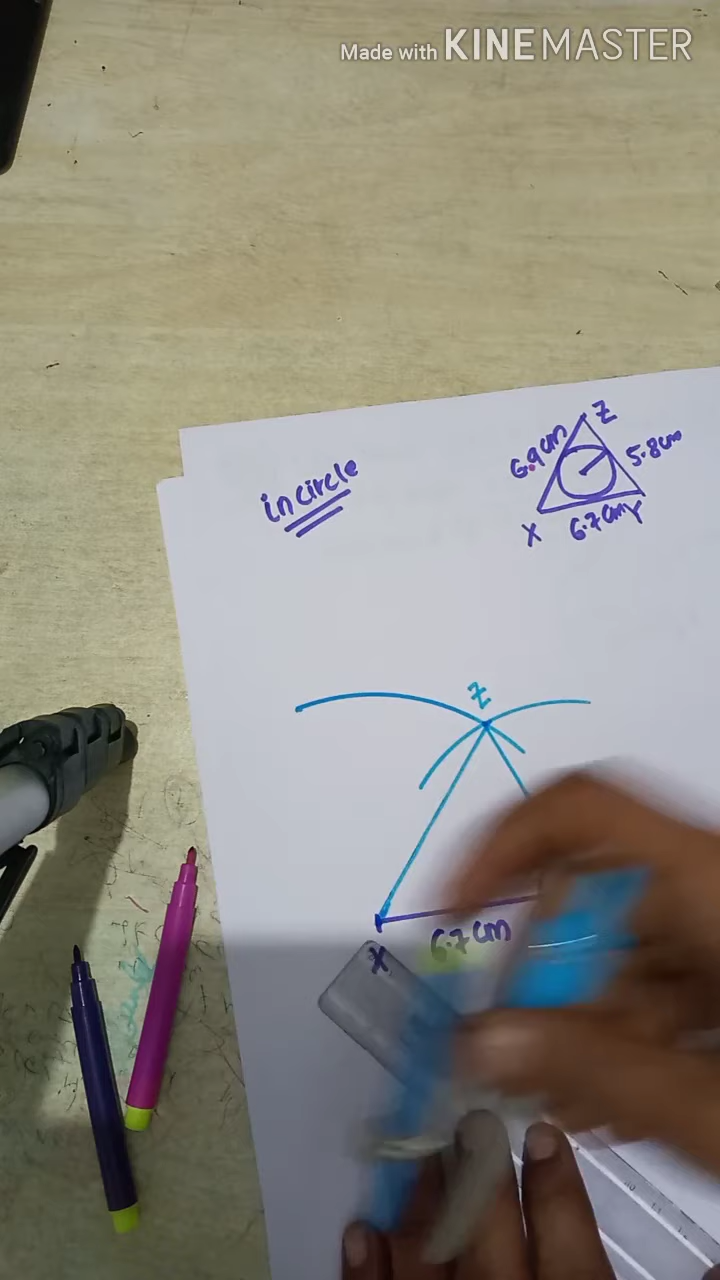 Made with KINEMASTER
incircle
Z
6.9cm
5.8cm
X
6.7cm Y
Z
X
6.7cm